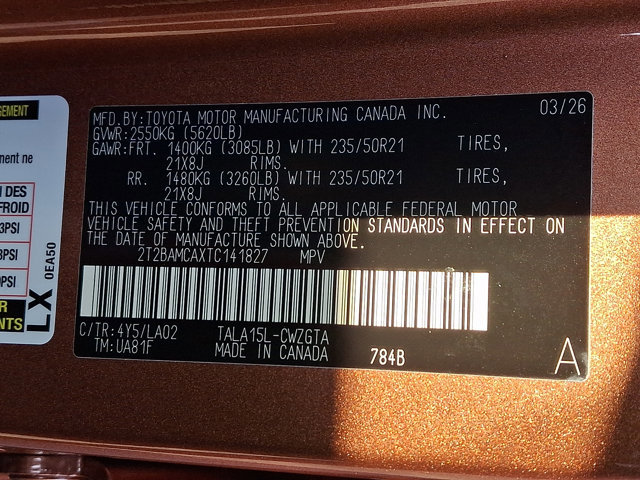 MFD.BY:TOYOTA MOTOR MANUFACTURING CANADA INC. 03/26
GVWR:2550KG (5620LB)
GAWR:FRT. 1400KG (3085LB) WITH 235/50R21 TIRES,
21X8J RIMS.
RR. 1480KG (3260LB) WITH 235/50R21 TIRES,
21X8J RIMS.
THIS VEHICLE CONFORMS TO ALL APPLICABLE FEDERAL MOTOR
VEHICLE SAFETY AND THEFT PREVENTION STANDARDS IN EFFECT ON
THE DATE OF MANUFACTURE SHOWN ABOVE.
2T2BAMCAXTC141827 MPV
C/TR:4Y5/LA02 TALA15L-CWZGTA
TM:UA81F MADE IN CANADA 784B
A
LX 0EA50